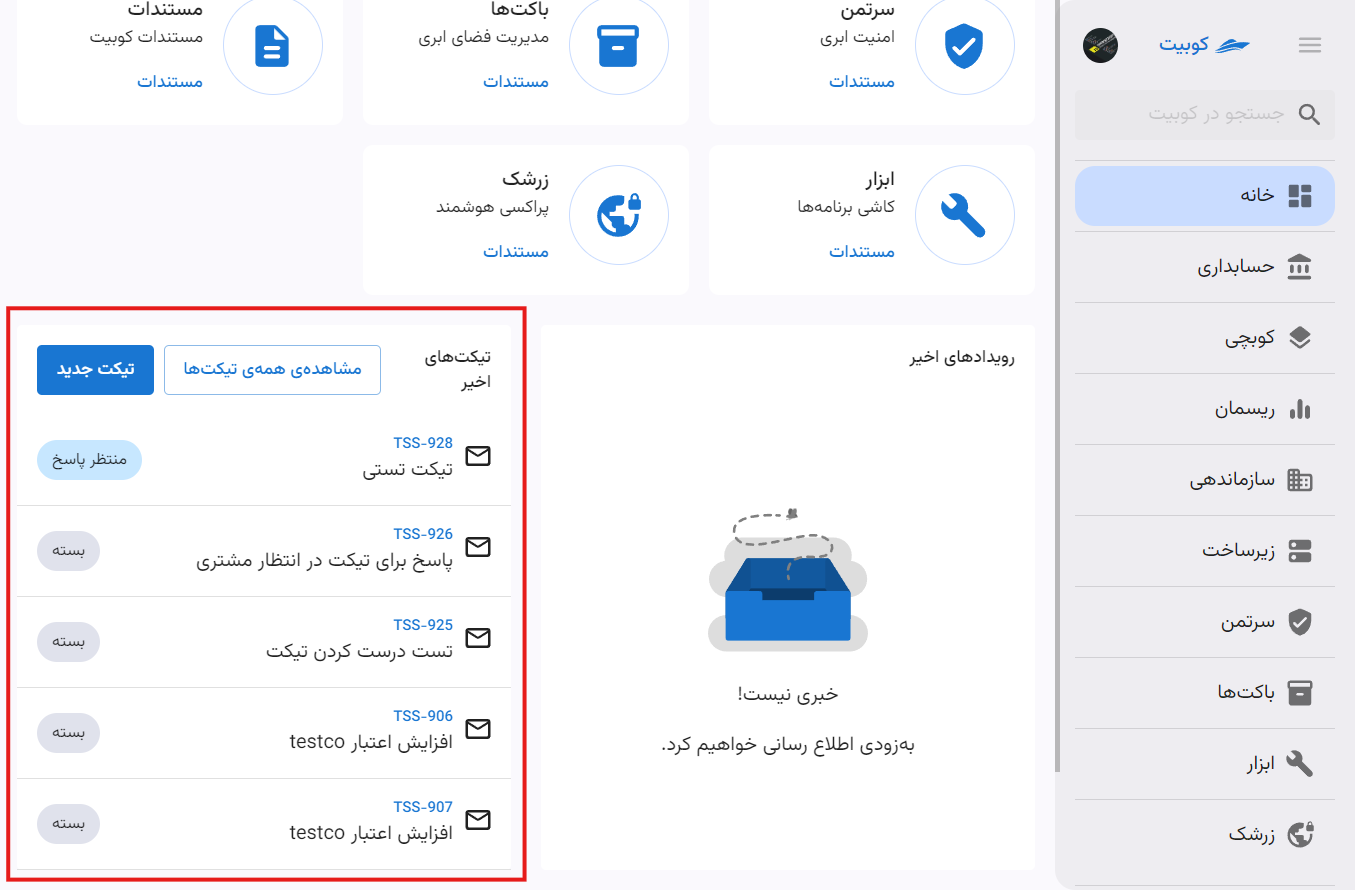 کوبیت
جستجو در کوبیت
خانه
حسابداری
کوبچی
ریسمان
سازماندهی
زیرساخت
سرتمن
باکت‌ها
ابزار
زرشک
سرتمن
امنیت ابری
مستندات
باکت‌ها
مدیریت فضای ابری
مستندات
مستندات
مستندات کوبیت
مستندات
ابزار
کاشی برنامه‌ها
مستندات
زرشک
پراکسی هوشمند
مستندات
رویدادهای اخیر
خبری نیست!
به‌زودی اطلاع رسانی خواهیم کرد.
تیکت‌های
اخیر
مشاهده‌ی همه‌ی تیکت‌ها
تیکت جدید
TSS-928
تیکت تستی
منتظر پاسخ
TSS-926
پاسخ برای تیکت در انتظار مشتری
بسته
TSS-925
تست درست کردن تیکت
بسته
TSS-906
افزایش اعتبار testco
بسته
TSS-907
افزایش اعتبار testco
بسته